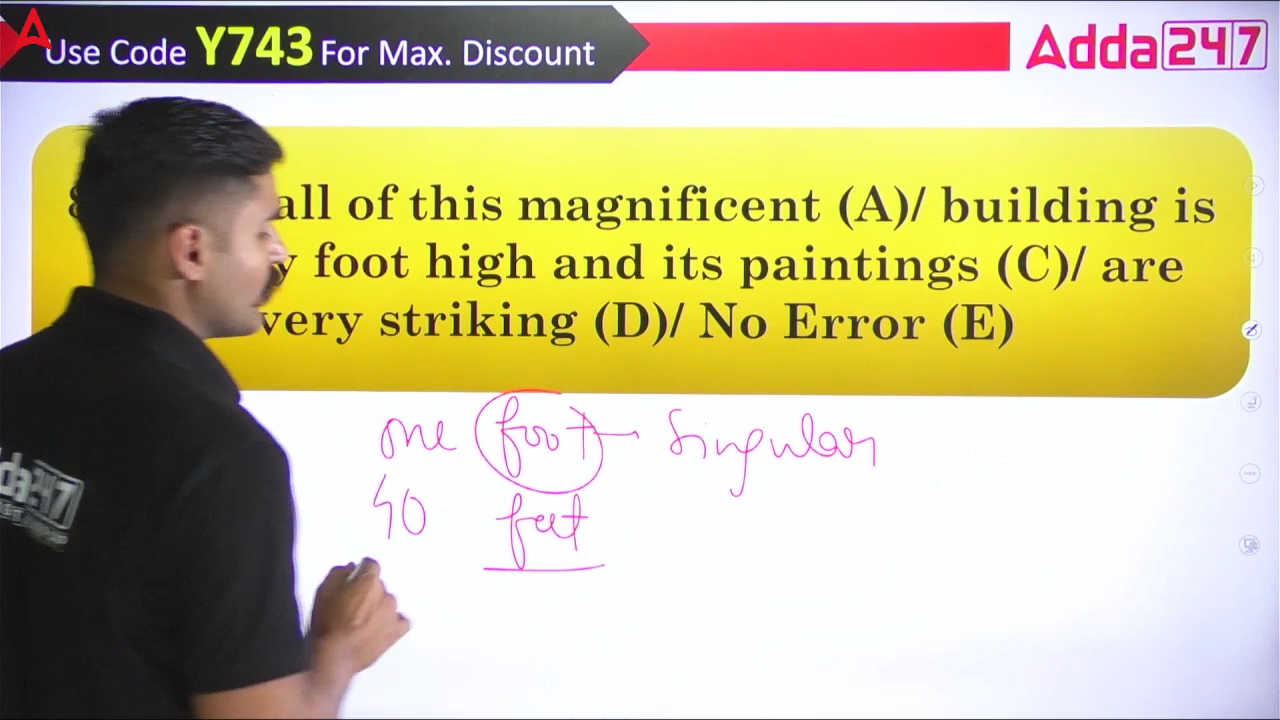 Use Code Y743 For Max. Discount
Adda247
all of this magnificent (A)/ building is
foot high and its paintings (C)/ are
very striking (D)/ No Error (E)
one foot Singular
40 feet